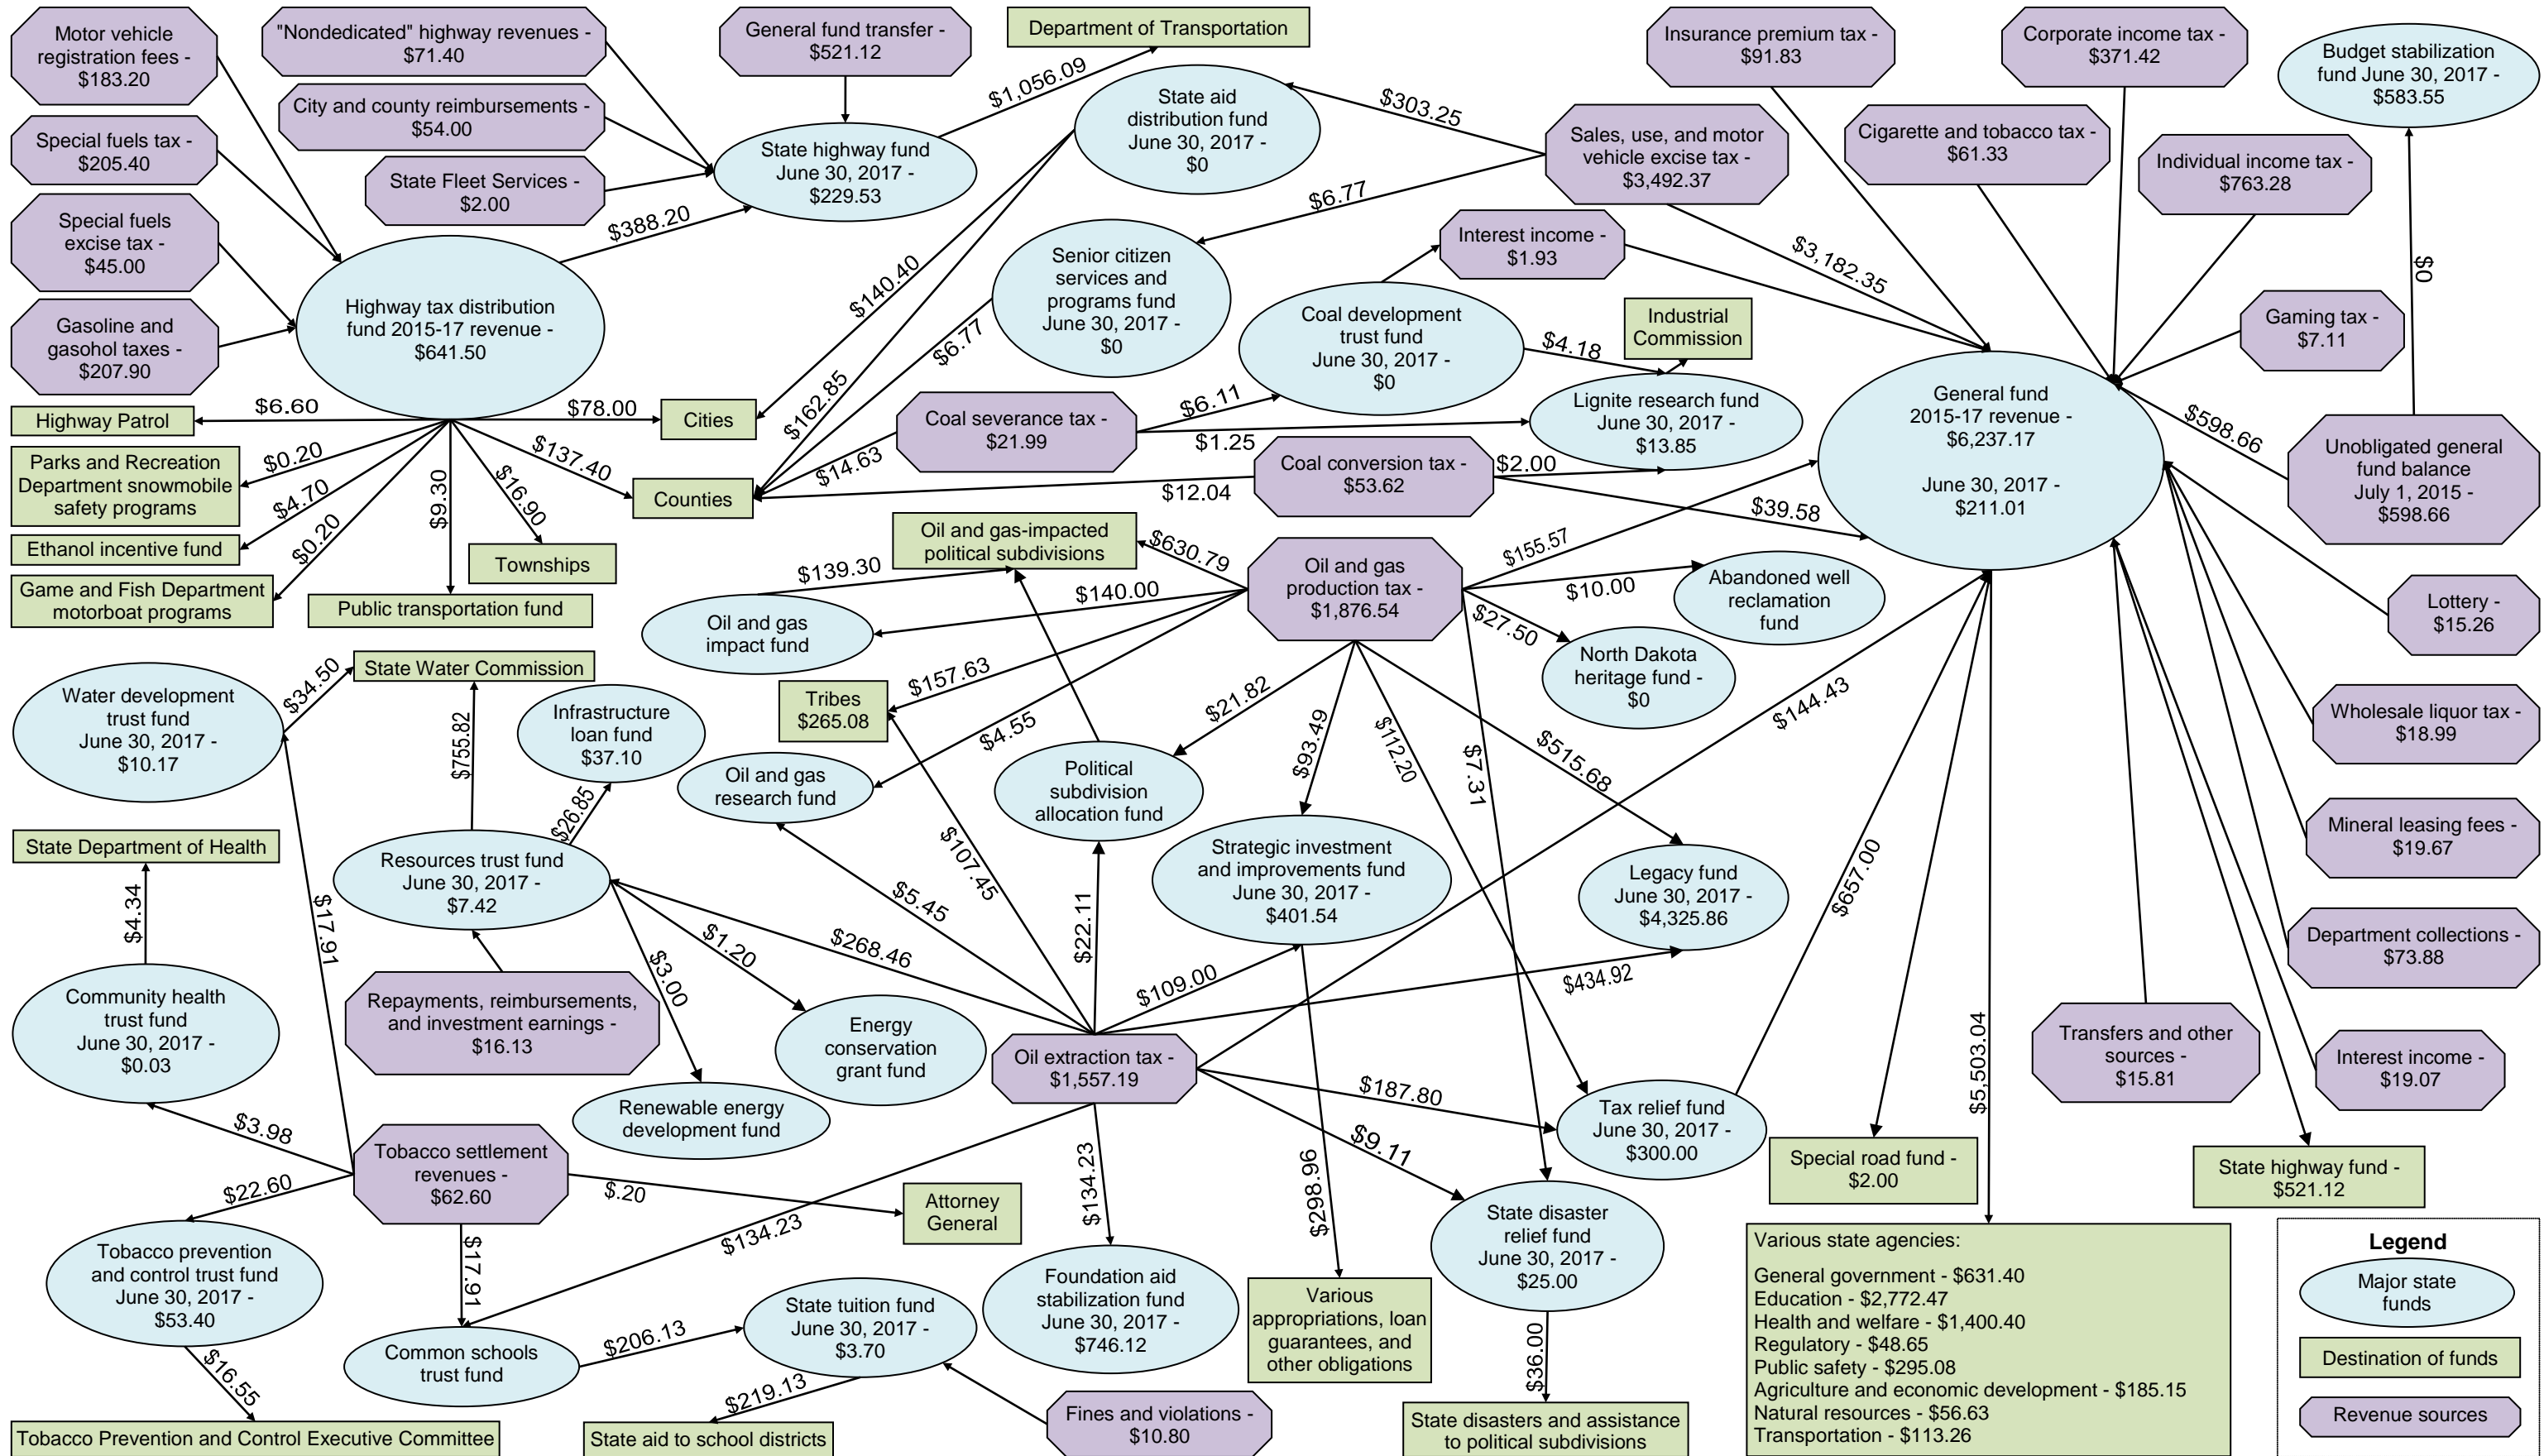 Motor vehicle
registration fees -
$183.20
"Nondedicated" highway revenues -
$71.40
General fund transfer -
$521.12
Department of Transportation
Insurance premium tax -
$91.83
Corporate income tax -
$371.42
Budget stabilization
fund June 30, 2017 -
$583.55
City and county reimbursements -
$54.00
$1,056.09
State aid
distribution fund
June 30, 2017 -
$0
$303.25
Sales, use, and motor
vehicle excise tax -
$3,492.37
Cigarette and tobacco tax -
$61.33
Individual income tax -
$763.28
Special fuels tax -
$205.40
State Fleet Services -
$2.00
State highway fund
June 30, 2017 -
$229.53
$6.77
Special fuels
excise tax -
$45.00
$388.20
Interest income -
$1.93
$3,182.35
$0
Gasoline and
gasohol taxes -
$207.90
Highway tax distribution
fund 2015-17 revenue -
$641.50
$140.40
Senior citizen
services and
programs fund
June 30, 2017 -
$0
Coal development
trust fund
June 30, 2017 -
$0
$4.18
Industrial
Commission
Gaming tax -
$7.11
$6.77
$162.85
Highway Patrol
$6.60
$78.00
Cities
Coal severance tax -
$21.99
$6.11
$1.25
Lignite research fund
June 30, 2017 -
$13.85
General fund
2015-17 revenue -
$6,237.17
June 30, 2017 -
$211.01
$598.66
Unobligated general
fund balance
July 1, 2015 -
$598.66
Parks and Recreation
Department snowmobile
safety programs
$0.20
$137.40
Counties
$14.63
$12.04
Coal conversion tax -
$53.62
$2.00
$39.58
$4.70
$9.30
$16.90
Ethanol incentive fund
$0.20
Townships
Game and Fish Department
motorboat programs
Public transportation fund
Oil and gas-impacted
political subdivisions
$630.79
$139.30
Oil and gas
impact fund
$140.00
Oil and gas
production tax -
$1,876.54
$155.57
$10.00
Abandoned well
reclamation
fund
$27.50
North Dakota
heritage fund -
$0
Lottery -
$15.26
Water development
trust fund
June 30, 2017 -
$10.17
$34.50
State Water Commission
$755.82
Infrastructure
loan fund
$37.10
$26.85
Tribes
$265.08
$157.63
$4.55
$21.82
$93.49
$112.20
$7.31
$515.68
$144.43
Wholesale liquor tax -
$18.99
Oil and gas
research fund
Political
subdivision
allocation fund
Mineral leasing fees -
$19.67
State Department of Health
$4.34
$17.91
Resources trust fund
June 30, 2017 -
$7.42
$107.45
$5.45
$22.11
Strategic investment
and improvements fund
June 30, 2017 -
$401.54
Legacy fund
June 30, 2017 -
$4,325.86
$657.00
Department collections -
$73.88
$3.00
$1.20
$268.46
$109.00
$434.92
Community health
trust fund
June 30, 2017 -
$0.03
Repayments, reimbursements,
and investment earnings -
$16.13
Energy
conservation
grant fund
Oil extraction tax -
$1,557.19
Transfers and other
sources -
$15.81
Interest income -
$19.07
$5,503.04
$3.98
Renewable energy
development fund
$187.80
Tax relief fund
June 30, 2017 -
$300.00
$9.11
$22.60
Tobacco settlement
revenues -
$62.60
$.20
Attorney
General
$134.23
$134.23
$298.96
Special road fund -
$2.00
State highway fund -
$521.12
Tobacco prevention
and control trust fund
June 30, 2017 -
$53.40
$17.91
State disaster
relief fund
June 30, 2017 -
$25.00
Various state agencies:
General government - $631.40
Education - $2,772.47
Health and welfare - $1,400.40
Regulatory - $48.65
Public safety - $295.08
Agriculture and economic development - $185.15
Natural resources - $56.63
Transportation - $113.26
$16.55
Common schools
trust fund
$206.13
State tuition fund
June 30, 2017 -
$3.70
Foundation aid
stabilization fund
June 30, 2017 -
$746.12
Various
appropriations, loan
guarantees, and
other obligations
$36.00
$219.13
Fines and violations -
$10.80
Tobacco Prevention and Control Executive Committee
State aid to school districts
State disasters and assistance
to political subdivisions
Legend
Major state
funds
Destination of funds
Revenue sources